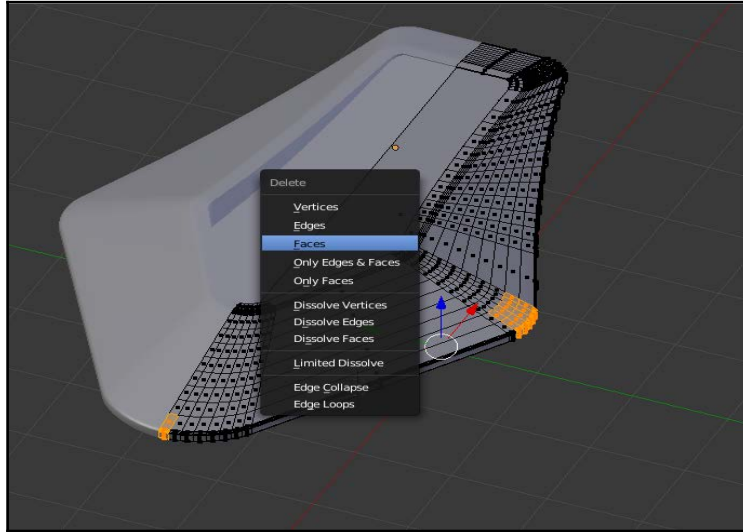 Delete
Vertices
Edges
Faces
Only Edges & Faces
Only Faces
Dissolve Vertices
Dissolve Edges
Dissolve Faces
Limited Dissolve
Edge Collapse
Edge Loops